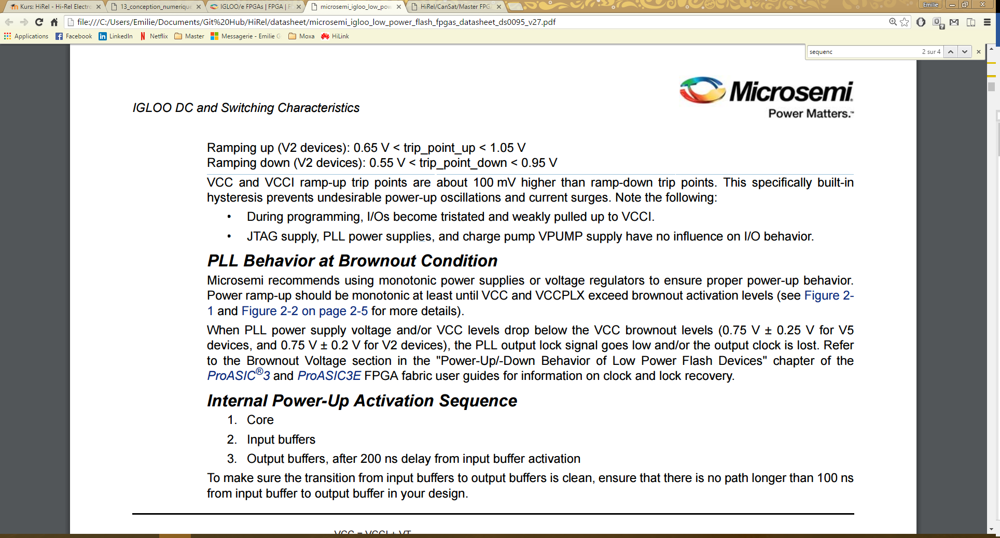 Kurs: HiRel - Hi-Rel Electro
13_conception_numerique
IGLOO/e FPGAs | FPGA | F
microsemi_igloo_low_pow
HiRel/CanSat/Master FPG
Emilie
file:///C:/Users/Emilie/Documents/Git%20Hub/HiRel/datasheet/microsemi_igloo_low_power_flash_fpgas_datasheet_ds0095_v27.pdf
Applications Facebook LinkedIn Netflix Master Messagerie - Emilie G Moxa HiLink
sequenc 2 sur 4
Microsemi.
Power Matters.™
IGLOO DC and Switching Characteristics
Ramping up (V2 devices): 0.65 V < trip_point_up < 1.05 V
Ramping down (V2 devices): 0.55 V < trip_point_down < 0.95 V
VCC and VCCI ramp-up trip points are about 100 mV higher than ramp-down trip points. This specifically built-in
hysteresis prevents undesirable power-up oscillations and current surges. Note the following:
• During programming, I/Os become tristated and weakly pulled up to VCCI.
• JTAG supply, PLL power supplies, and charge pump VPUMP supply have no influence on I/O behavior.
PLL Behavior at Brownout Condition
Microsemi recommends using monotonic power supplies or voltage regulators to ensure proper power-up behavior.
Power ramp-up should be monotonic at least until VCC and VCCPLX exceed brownout activation levels (see Figure 2-
1 and Figure 2-2 on page 2-5 for more details).
When PLL power supply voltage and/or VCC levels drop below the VCC brownout levels (0.75 V ± 0.25 V for V5
devices, and 0.75 V ± 0.2 V for V2 devices), the PLL output lock signal goes low and/or the output clock is lost. Refer
to the Brownout Voltage section in the "Power-Up/-Down Behavior of Low Power Flash Devices" chapter of the
ProASIC®3 and ProASIC3E FPGA fabric user guides for information on clock and lock recovery.
Internal Power-Up Activation Sequence
1. Core
2. Input buffers
3. Output buffers, after 200 ns delay from input buffer activation
To make sure the transition from input buffers to output buffers is clean, ensure that there is no path longer than 100 ns
from input buffer to output buffer in your design.
VCC = VCCI + VT